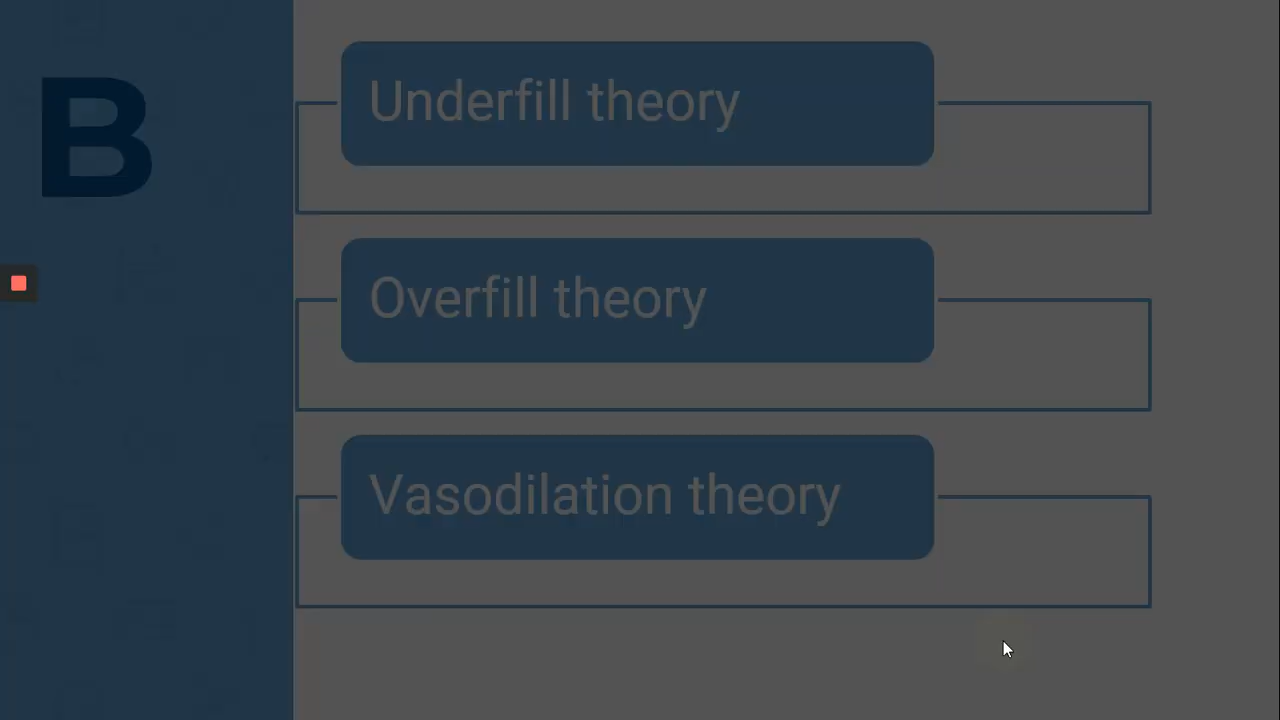 B
Underfill theory
Overfill theory
Vasodilation theory